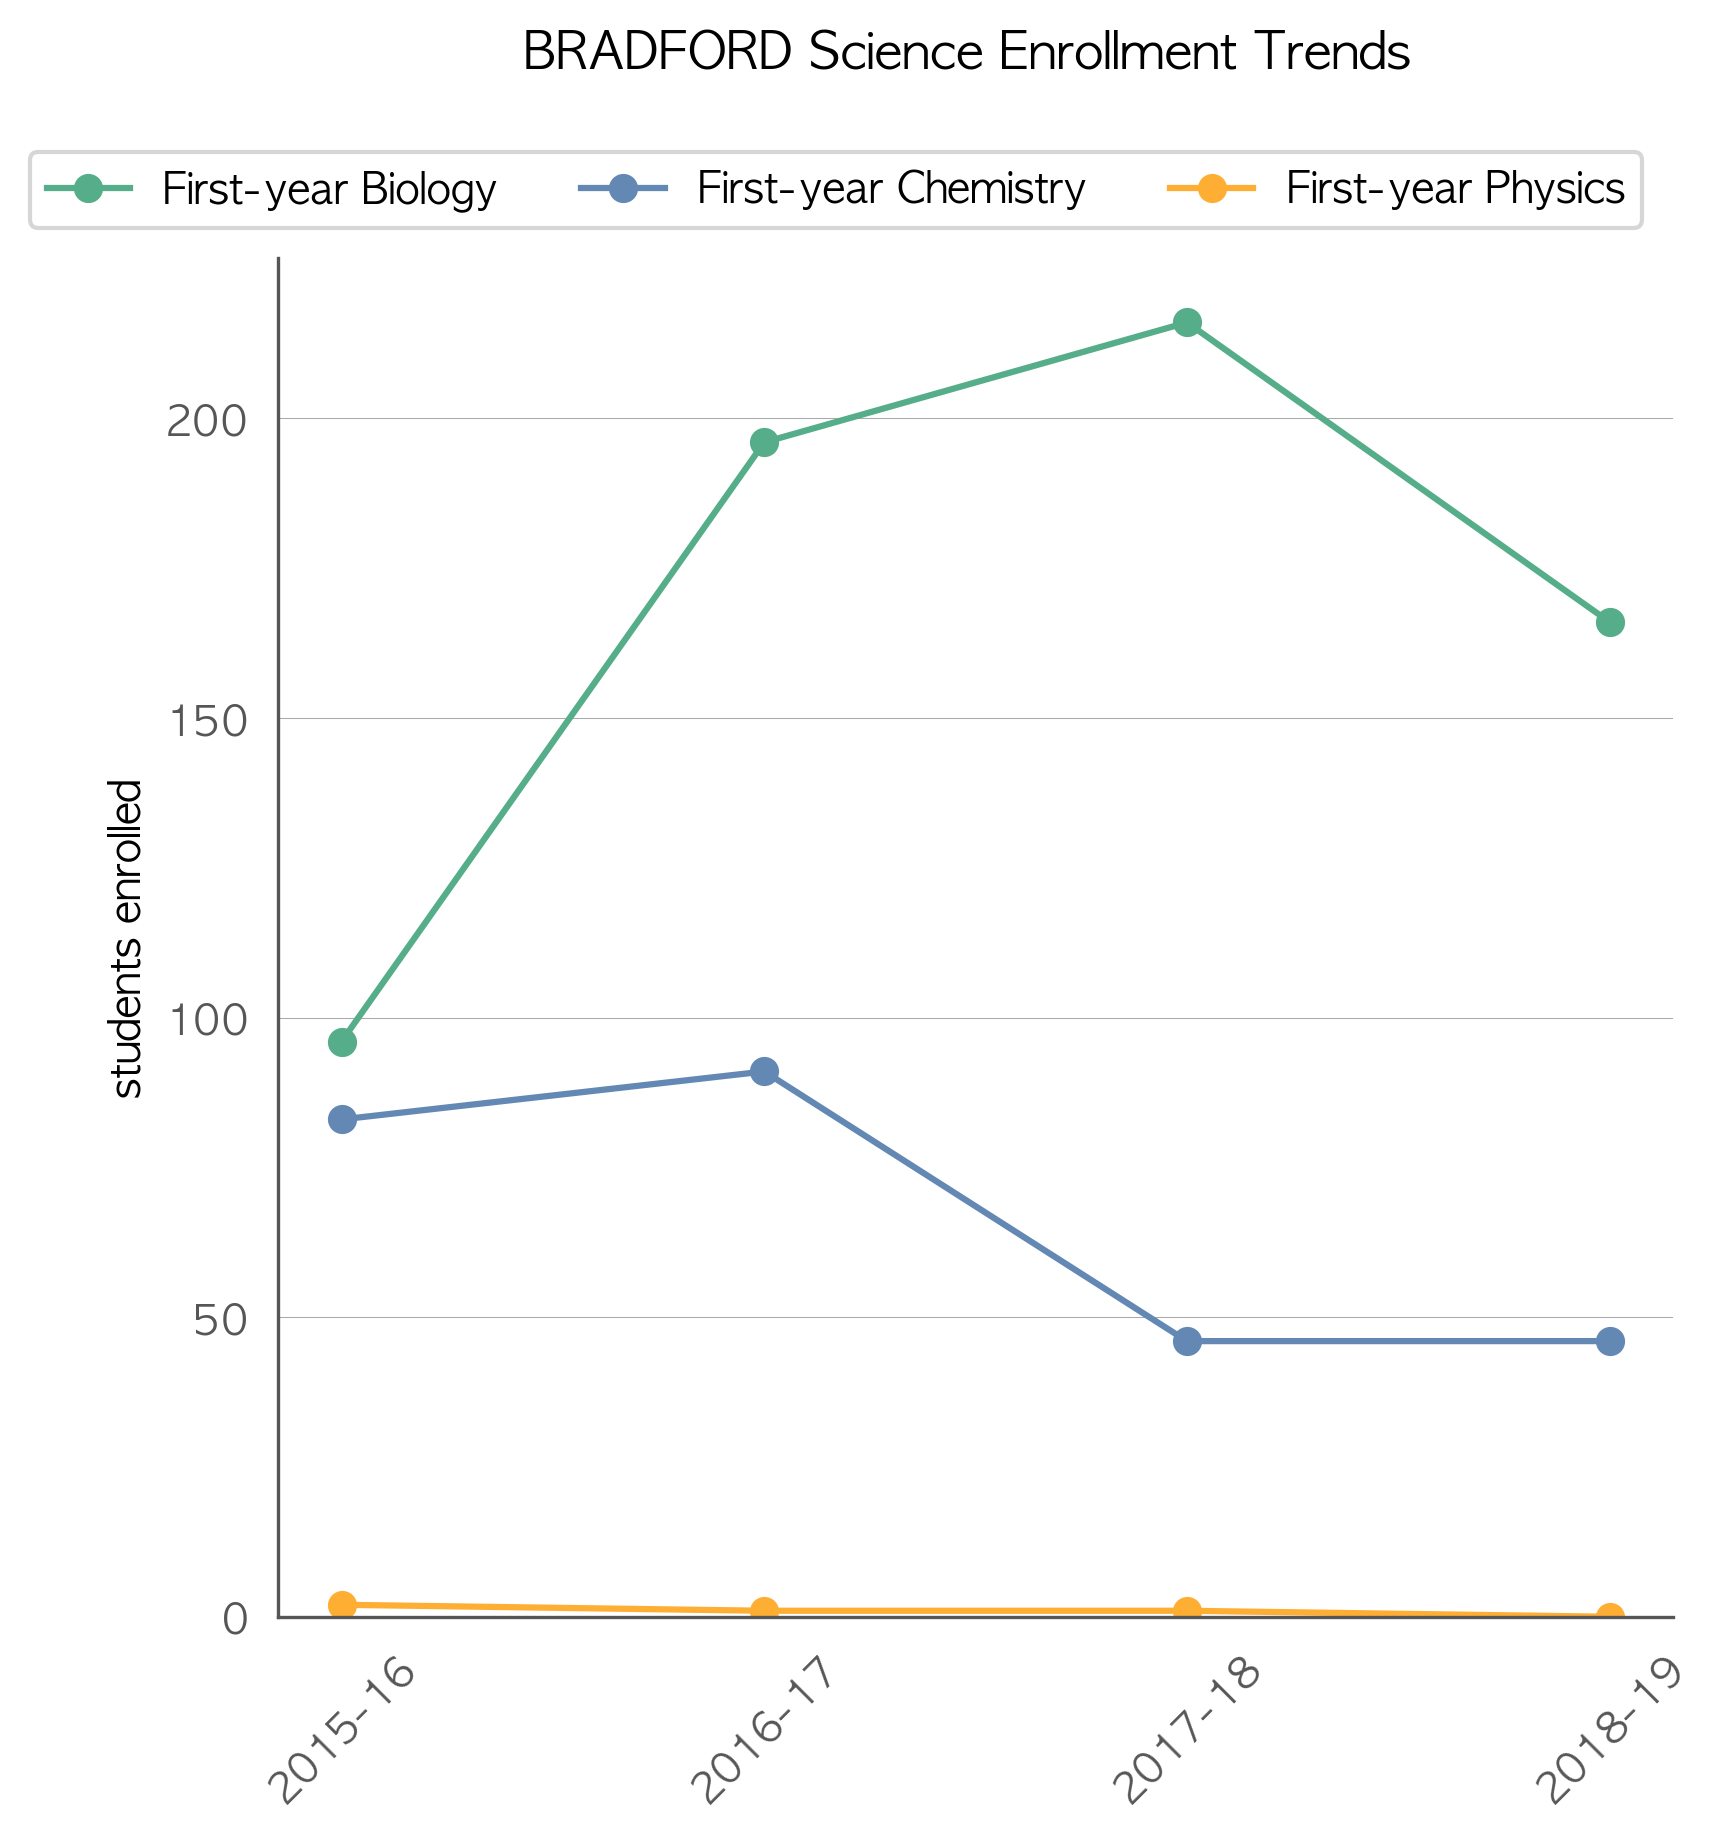 BRADFORD Science Enrollment Trends
First-year Biology First-year Chemistry First-year Physics
200
150
100
50
0
students enrolled
2015-16 2016-17 2017-18 2018-19